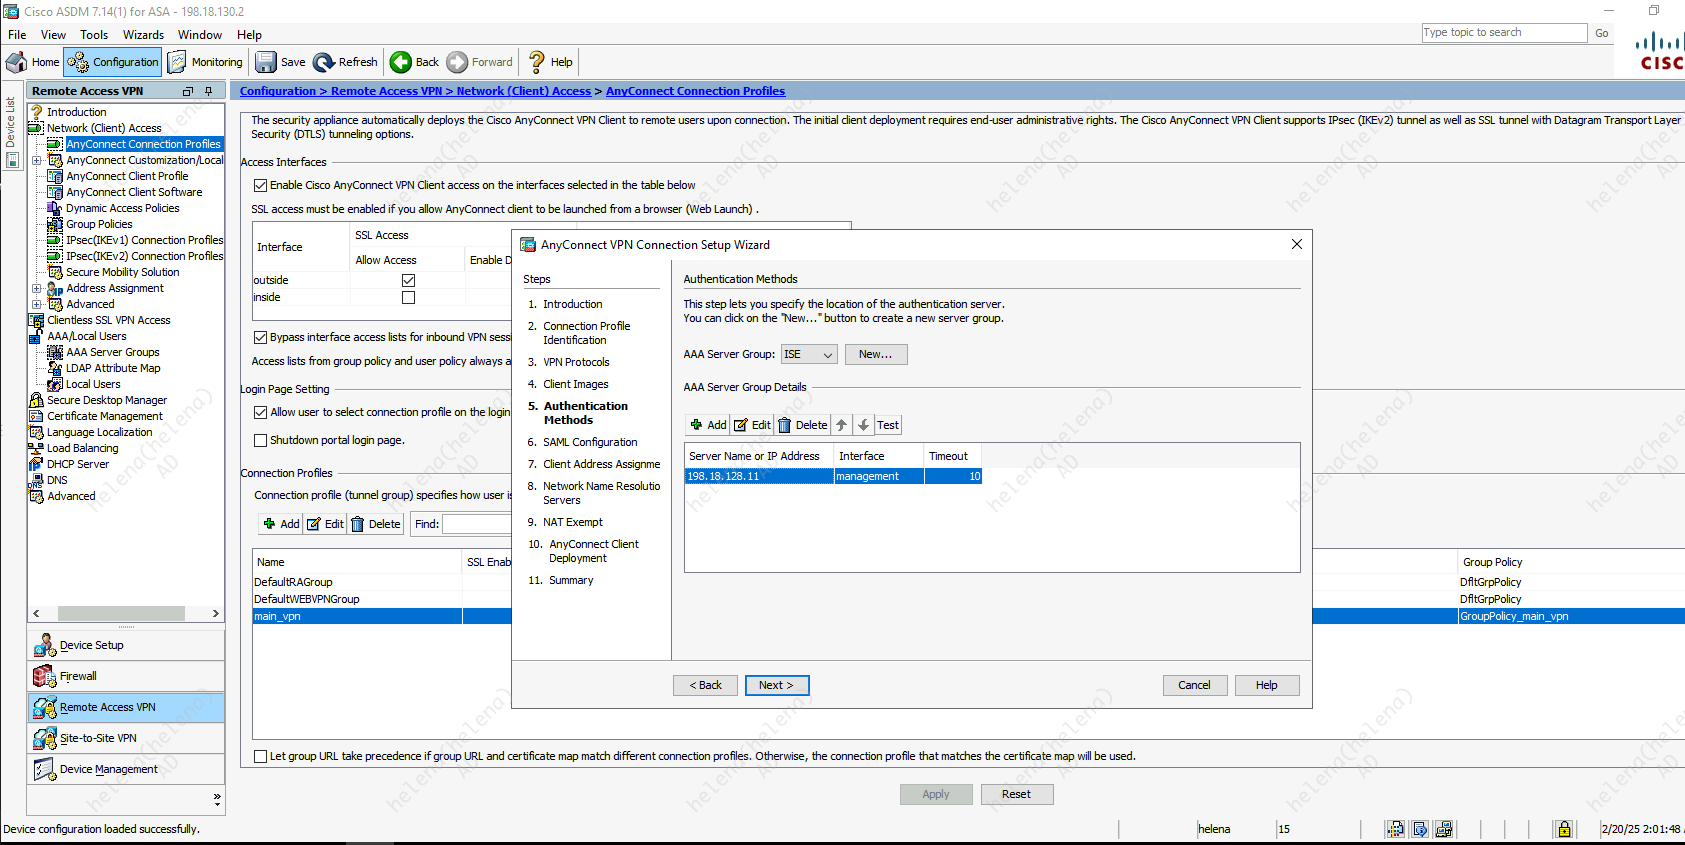 Cisco ASDM 7.14(1) for ASA - 198.18.130.2
File View Tools Wizards Window Help
Type topic to search Go
Home Configuration Monitoring Save Refresh Back Forward Help
CISC
Device List
Remote Access VPN
Introduction
Network (Client) Access
AnyConnect Connection Profiles
AnyConnect Customization/Local
AnyConnect Client Profile
AnyConnect Client Software
Dynamic Access Policies
Group Policies
IPsec(IKEv1) Connection Profiles
IPsec(IKEv2) Connection Profiles
Secure Mobility Solution
Address Assignment
Advanced
Clientless SSL VPN Access
AAA/Local Users
AAA Server Groups
LDAP Attribute Map
Local Users
Secure Desktop Manager
Certificate Management
Language Localization
Load Balancing
DHCP Server
DNS
Advanced
Device Setup
Firewall
Remote Access VPN
Site-to-Site VPN
Device Management
Configuration > Remote Access VPN > Network (Client) Access > AnyConnect Connection Profiles
The security appliance automatically deploys the Cisco AnyConnect VPN Client to remote users upon connection. The initial client deployment requires end-user administrative rights. The Cisco AnyConnect VPN Client supports IPsec (IKEv2) tunnel as well as SSL tunnel with Datagram Transport Layer
Security (DTLS) tunneling options.
Access Interfaces
Enable Cisco AnyConnect VPN Client access on the interfaces selected in the table below
SSL access must be enabled if you allow AnyConnect client to be launched from a browser (Web Launch) .
Interface SSL Access
Allow Access Enable D
outside
inside
Bypass interface access lists for inbound VPN sessi
Access lists from group policy and user policy always a
Login Page Setting
Allow user to select connection profile on the login
Shutdown portal login page.
Connection Profiles
Connection profile (tunnel group) specifies how user is
Add Edit Delete Find:
Name SSL Enab Group Policy
DefaultRAGroup DfltGrpPolicy
DefaultWEBVPNGroup DfltGrpPolicy
main_vpn GroupPolicy_main_vpn
Let group URL take precedence if group URL and certificate map match different connection profiles. Otherwise, the connection profile that matches the certificate map will be used.
Apply Reset
AnyConnect VPN Connection Setup Wizard
Steps
1. Introduction
2. Connection Profile
Identification
3. VPN Protocols
4. Client Images
5. Authentication
Methods
6. SAML Configuration
7. Client Address Assignme
8. Network Name Resolutio
Servers
9. NAT Exempt
10. AnyConnect Client
Deployment
11. Summary
Authentication Methods
This step lets you specify the location of the authentication server.
You can click on the "New..." button to create a new server group.
AAA Server Group: ISE New...
AAA Server Group Details
Add Edit Delete Test
Server Name or IP Address Interface Timeout
198.18.128.11 management 10
< Back Next > Cancel Help
Device configuration loaded successfully.
helena 15 2/20/25 2:01:48
helena(helena)
AD